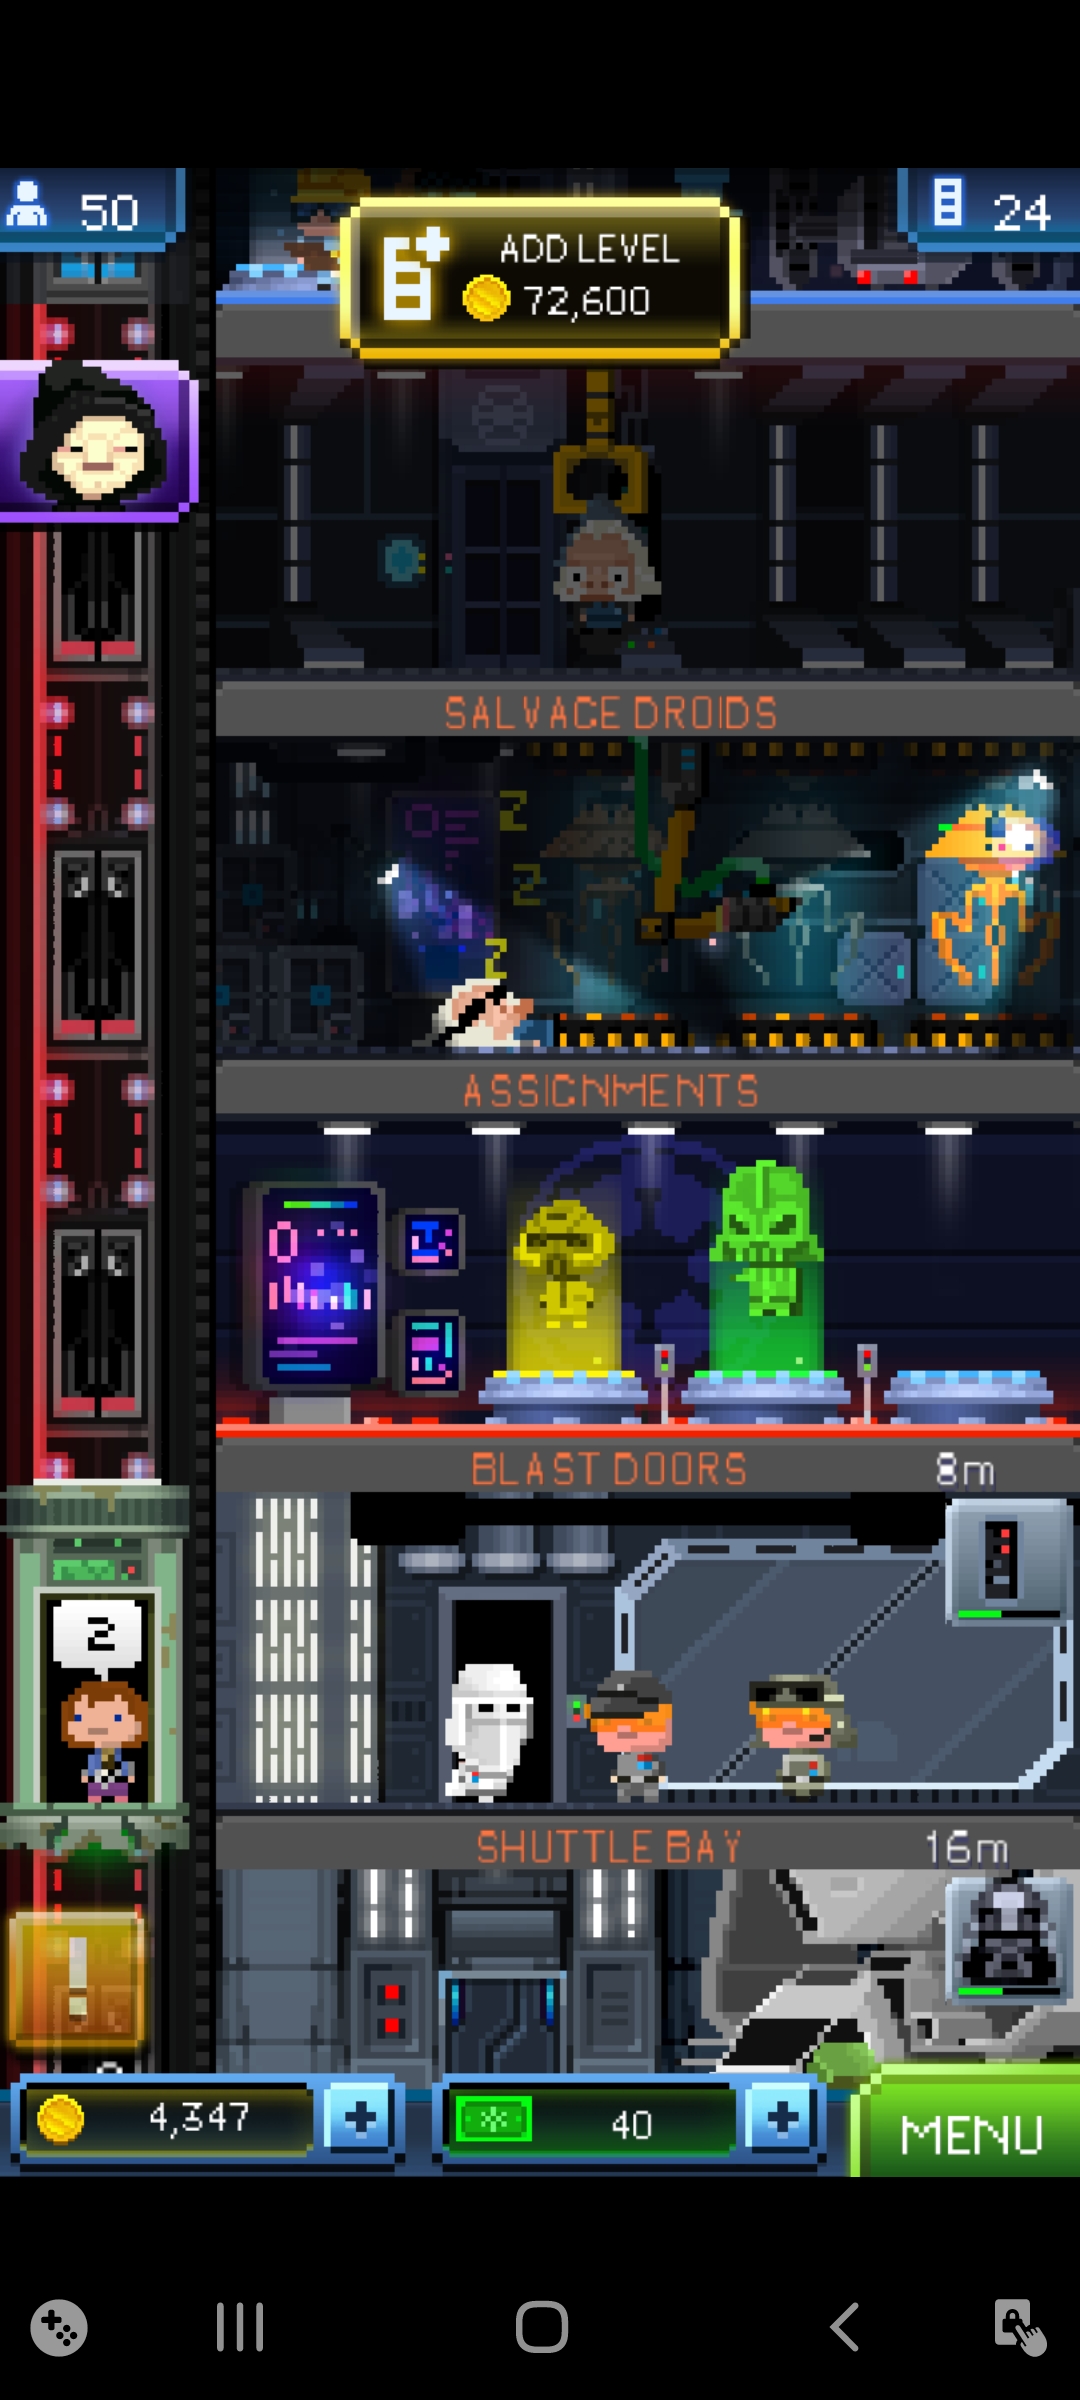 50
24
ADD LEVEL
72,600
SALVAGE DROIDS
Z
Z
Z
ASSIGNMENTS
BLAST DOORS 8m
2
SHUTTLE BAY 16m
!
4,347
40
MENU